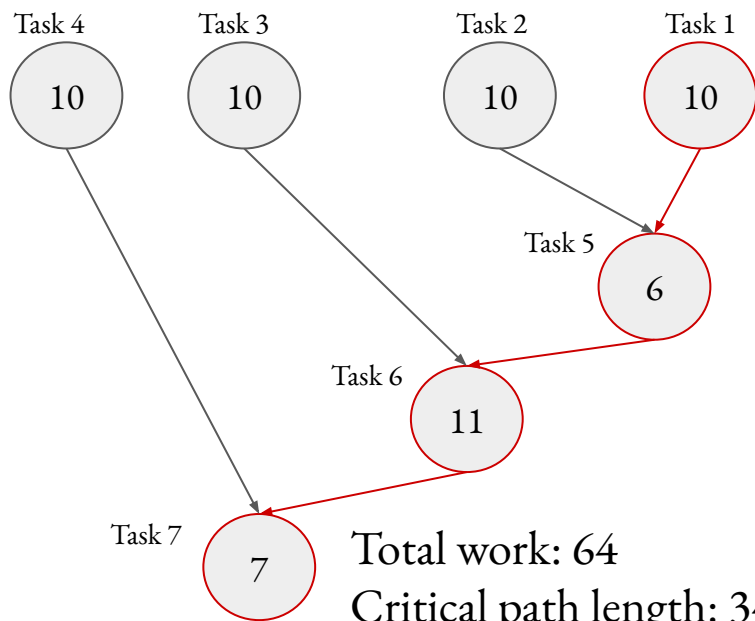 Task 4 Task 3 Task 2 Task 1
10 10 10 10
Task 5
6
Task 6
11
Task 7
7
Total work: 64
Critical path length: 34